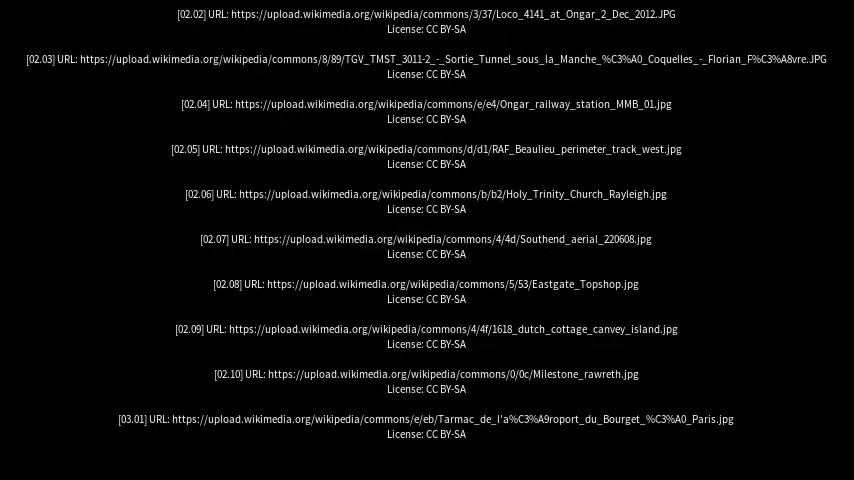 [02.02] URL: https://upload.wikimedia.org/wikipedia/commons/3/37/Loco_4141_at_Ongar_2_Dec_2012.JPG
License: CC BY-SA
[02.03] URL: https://upload.wikimedia.org/wikipedia/commons/8/89/TGV_TMST_3011-2_-_Sortie_Tunnel_sous_la_Manche_%C3%A0_Coquelles_-_Florian_F%C3%A8vre.JPG
License: CC BY-SA
[02.04] URL: https://upload.wikimedia.org/wikipedia/commons/e/e4/Ongar_railway_station_MMB_01.jpg
License: CC BY-SA
[02.05] URL: https://upload.wikimedia.org/wikipedia/commons/d/d1/RAF_Beaulieu_perimeter_track_west.jpg
License: CC BY-SA
[02.06] URL: https://upload.wikimedia.org/wikipedia/commons/b/b2/Holy_Trinity_Church_Rayleigh.jpg
License: CC BY-SA
[02.07] URL: https://upload.wikimedia.org/wikipedia/commons/4/4d/Southend_aerial_220608.jpg
License: CC BY-SA
[02.08] URL: https://upload.wikimedia.org/wikipedia/commons/5/53/Eastgate_Topshop.jpg
License: CC BY-SA
[02.09] URL: https://upload.wikimedia.org/wikipedia/commons/4/4f/1618_dutch_cottage_canvey_island.jpg
License: CC BY-SA
[02.10] URL: https://upload.wikimedia.org/wikipedia/commons/0/0c/Milestone_rawreth.jpg
License: CC BY-SA
[03.01] URL: https://upload.wikimedia.org/wikipedia/commons/e/eb/Tarmac_de_l'a%C3%A9roport_du_Bourget_%C3%A0_Paris.jpg
License: CC BY-SA